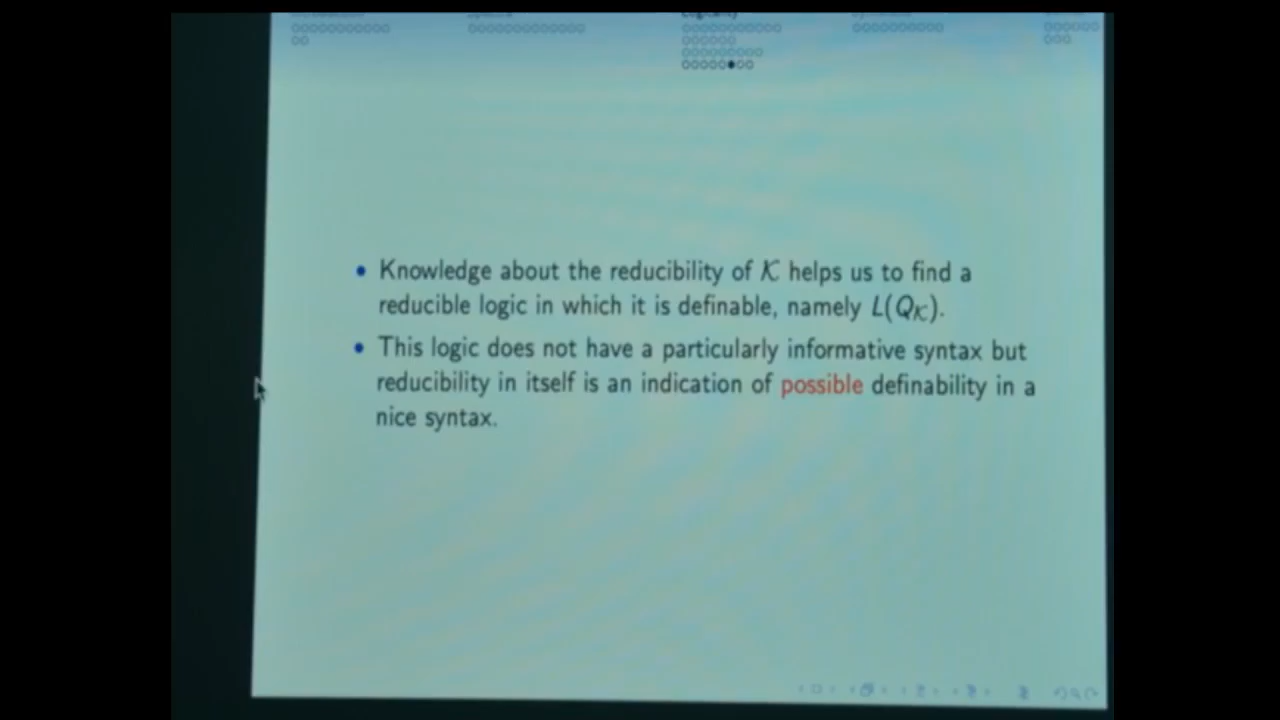 Logicality
• Knowledge about the reducibility of K helps us to find a
reducible logic in which it is definable, namely L(Q_K).
• This logic does not have a particularly informative syntax but
reducibility in itself is an indication of possible definability in a
nice syntax.